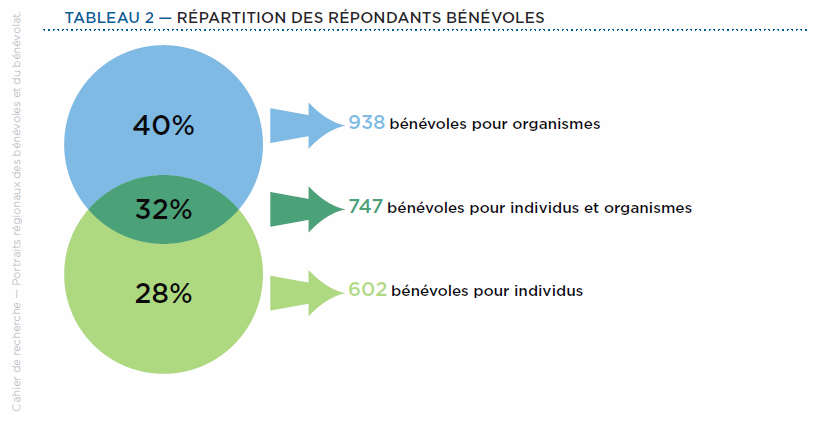 TABLEAU 2 — RÉPARTITION DES RÉPONDANTS BÉNÉVOLES
40%
938 bénévoles pour organismes
32%
747 bénévoles pour individus et organismes
28%
602 bénévoles pour individus
Cahier de recherche — Portraits régionaux des bénévoles et du bénévolat.